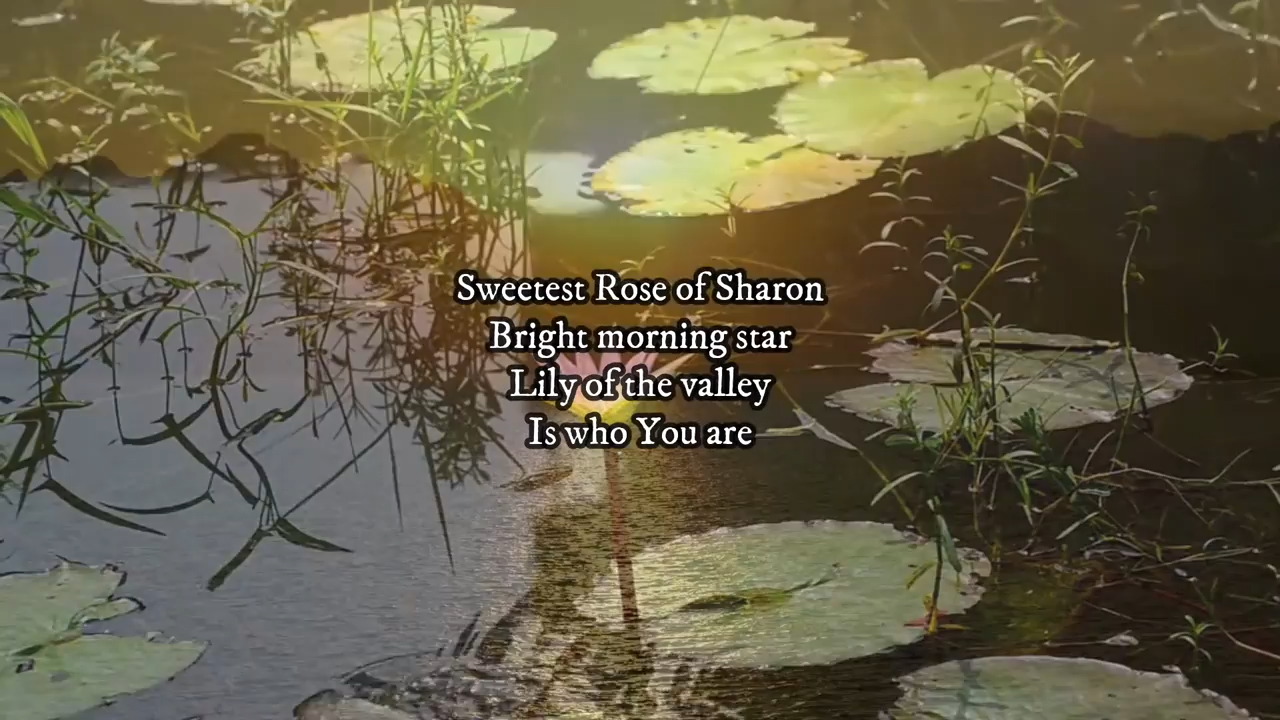 Sweetest Rose of Sharon
Bright morning star
Lily of the valley
Is who You are